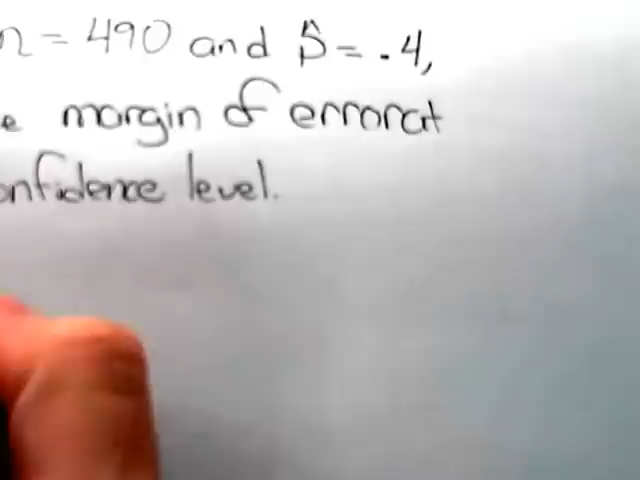 n = 490 and p̂ = .4,
e margin of error at
onfidence level.